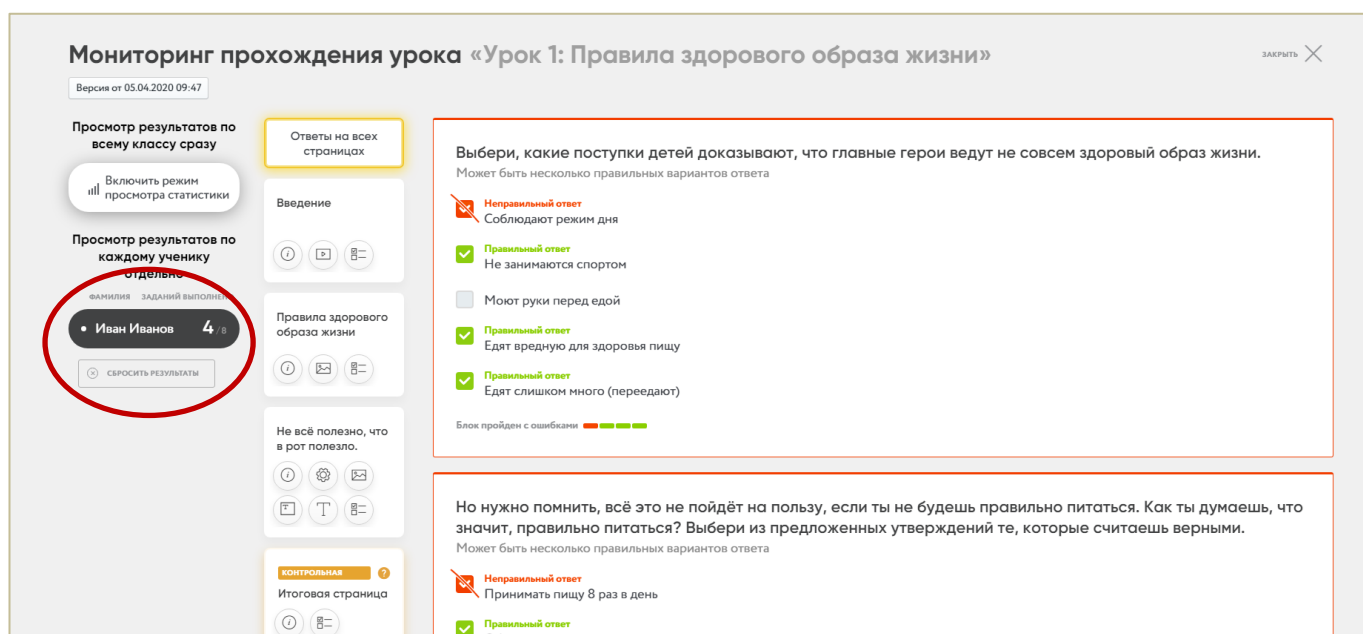 Мониторинг прохождения урока «Урок 1: Правила здорового образа жизни»
ЗАКРЫТЬ
Версия от 05.04.2020 09:47
Просмотр результатов по
всему классу сразу
Включить режим
просмотра статистики
Просмотр результатов по
каждому ученику
отдельно
ФАМИЛИЯ ЗАДАНИЙ ВЫПОЛНЕНО
• Иван Иванов 4/8
СБРОСИТЬ РЕЗУЛЬТАТЫ
Ответы на всех
страницах
Введение
Правила здорового
образа жизни
Не всё полезно, что
в рот полезло.
КОНТРОЛЬНАЯ ?
Итоговая страница
Выбери, какие поступки детей доказывают, что главные герои ведут не совсем здоровый образ жизни.
Может быть несколько правильных вариантов ответа
Неправильный ответ
Соблюдают режим дня
Правильный ответ
Не занимаются спортом
Моют руки перед едой
Правильный ответ
Едят вредную для здоровья пищу
Правильный ответ
Едят слишком много (переедают)
Блок пройден с ошибками
Но нужно помнить, всё это не пойдёт на пользу, если ты не будешь правильно питаться. Как ты думаешь, что
значит, правильно питаться? Выбери из предложенных утверждений те, которые считаешь верными.
Может быть несколько правильных вариантов ответа
Неправильный ответ
Принимать пищу 8 раз в день
Правильный ответ